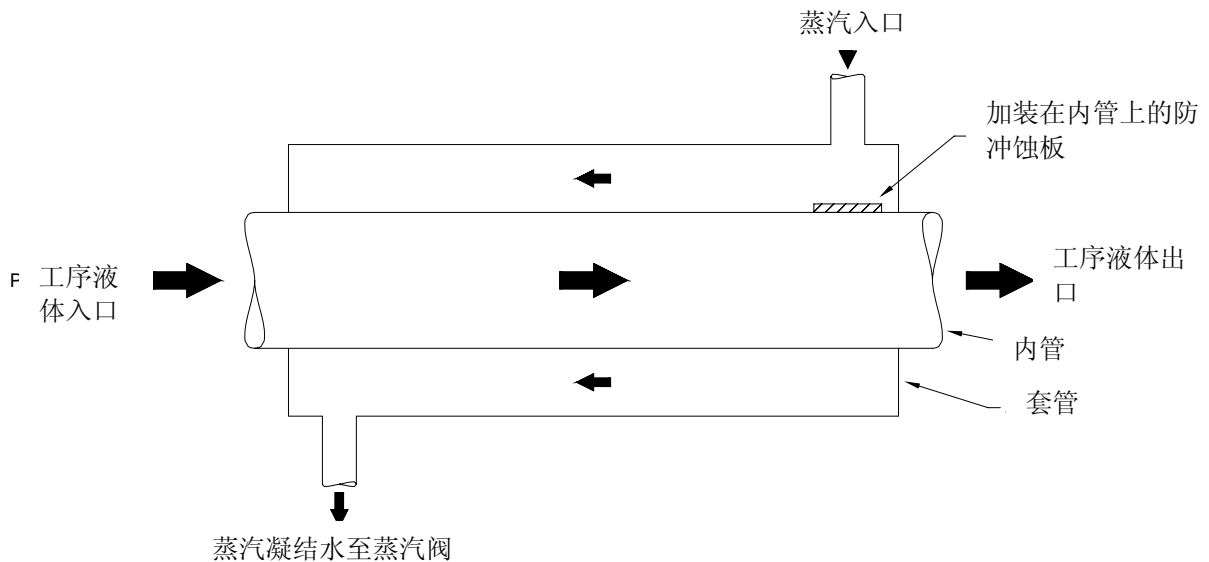 蒸汽入口
加装在内管上的防
冲蚀板
F 工序液
体入口
工序液体出
口
内管
套管
蒸汽凝结水至蒸汽阀